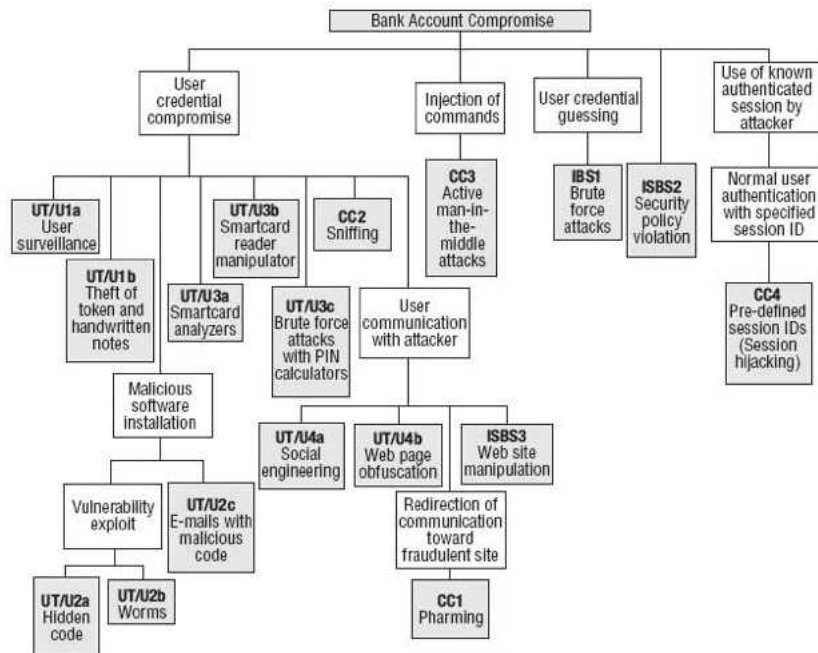 Bank Account Compromise
User
credential
compromise
Injection of
commands
User credential
guessing
Use of known
authenticated
session by
attacker
UT/U1a
User
surveillance
UT/U1b
Theft of
token and
handwritten
notes
UT/U3a
Smartcard
analyzers
UT/U3b
Smartcard
reader
manipulator
UT/U3c
Brute force
attacks
with PIN
calculators
CC2
Sniffing
CC3
Active
man-in-
the-
middle
attacks
IBS1
Brute
force
attacks
ISBS2
Security
policy
violation
Normal user
authentication
with specified
session ID
CC4
Pre-defined
session IDs
(Session
hijacking)
User
communication
with attacker
Malicious
software
installation
UT/U4a
Social
engineering
UT/U4b
Web page
obfuscation
ISBS3
Web site
manipulation
Vulnerability
exploit
UT/U2c
E-mails with
malicious
code
Redirection of
communication
toward
fraudulent site
UT/U2a
Hidden
code
UT/U2b
Worms
CC1
Pharming